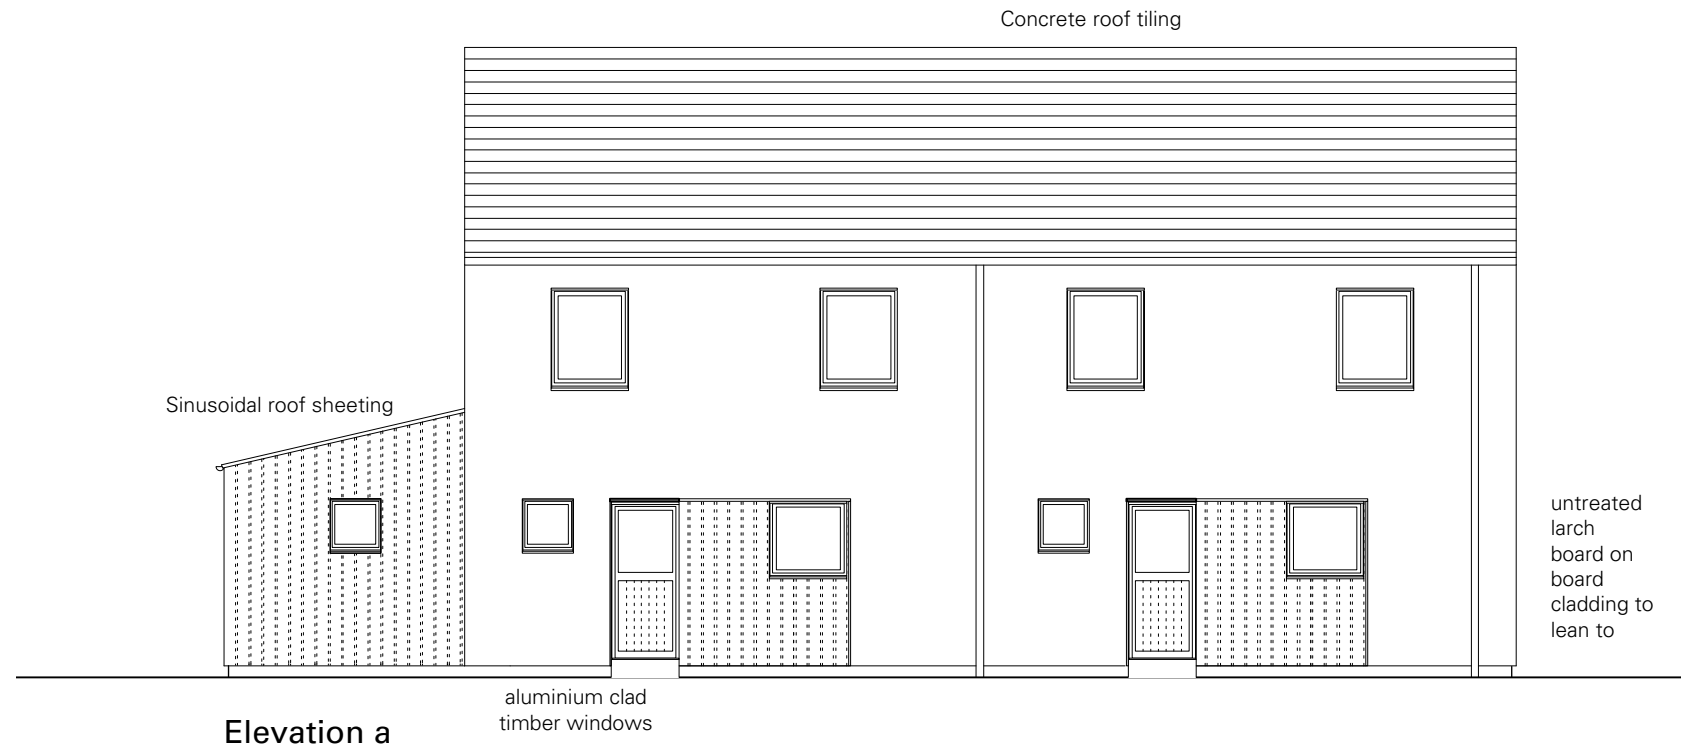 Concrete roof tiling
Sinusoidal roof sheeting
untreated
larch
board on
board
cladding to
lean to
aluminium clad
timber windows
Elevation a